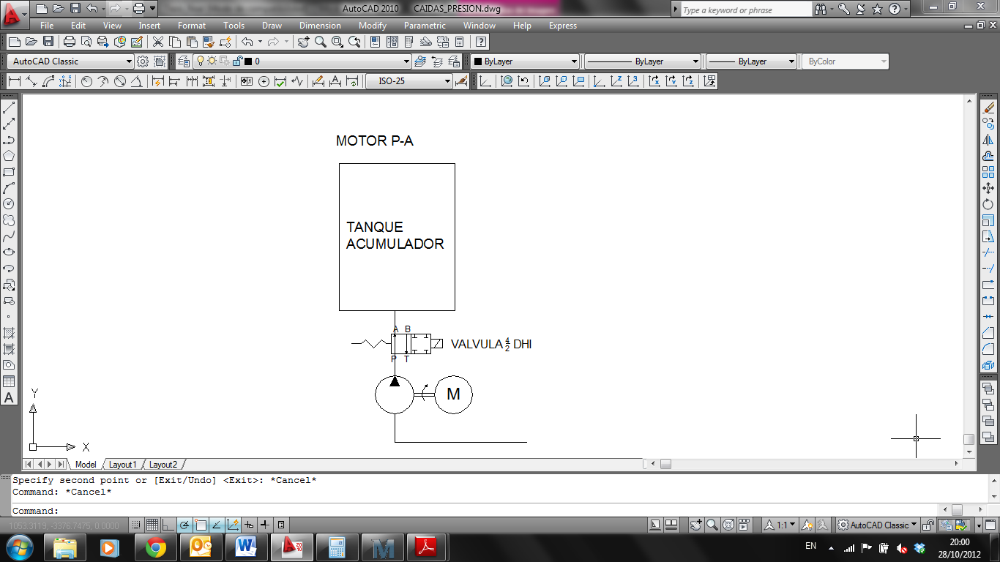 AutoCAD 2010 CAIDAS_PRESION.dwg
Type a keyword or phrase
File Edit View Insert Format Tools Draw Dimension Modify Parametric Window Help Express
AutoCAD Classic
0
ByLayer
ByLayer
ByLayer
ByColor
ISO-25
MOTOR P-A
TANQUE
ACUMULADOR
A B
VALVULA 4/2 DHI
P T
M
Y
X
Model Layout1 Layout2
Specify second point or [Exit/Undo] <Exit>: *Cancel*
Command: *Cancel*
Command:
1053.3119, -3376.7475, 0.0000
1:1
AutoCAD Classic
EN
20:00
28/10/2012